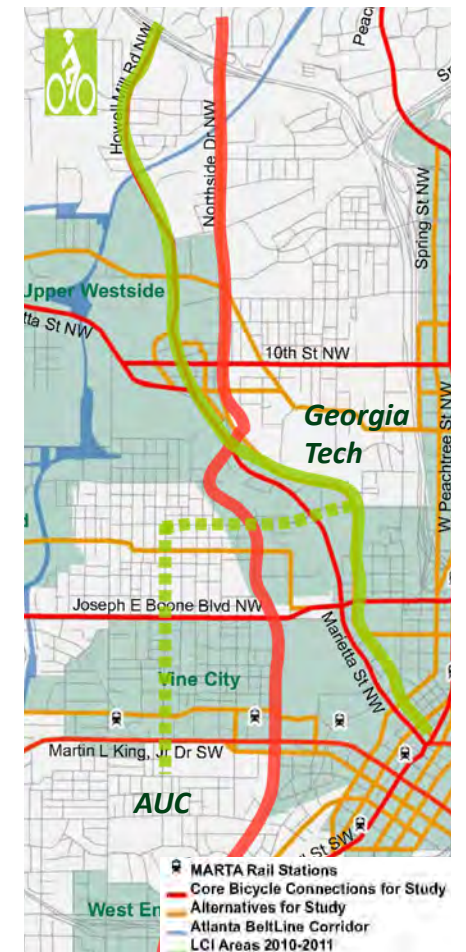 Peac
Sp
Howell Mill Rd NW
Northside Dr NW
Spring St NW
Upper Westside
tta St NW
10th St NW
Georgia
Tech
W Peachtree St NW
d
Joseph E Boone Blvd NW
Marietta St NW
Vine City
Martin L King, Jr Dr SW
AUC
St SW
West En
MARTA Rail Stations
Core Bicycle Connections for Study
Alternatives for Study
Atlanta BeltLine Corridor
LCI Areas 2010-2011